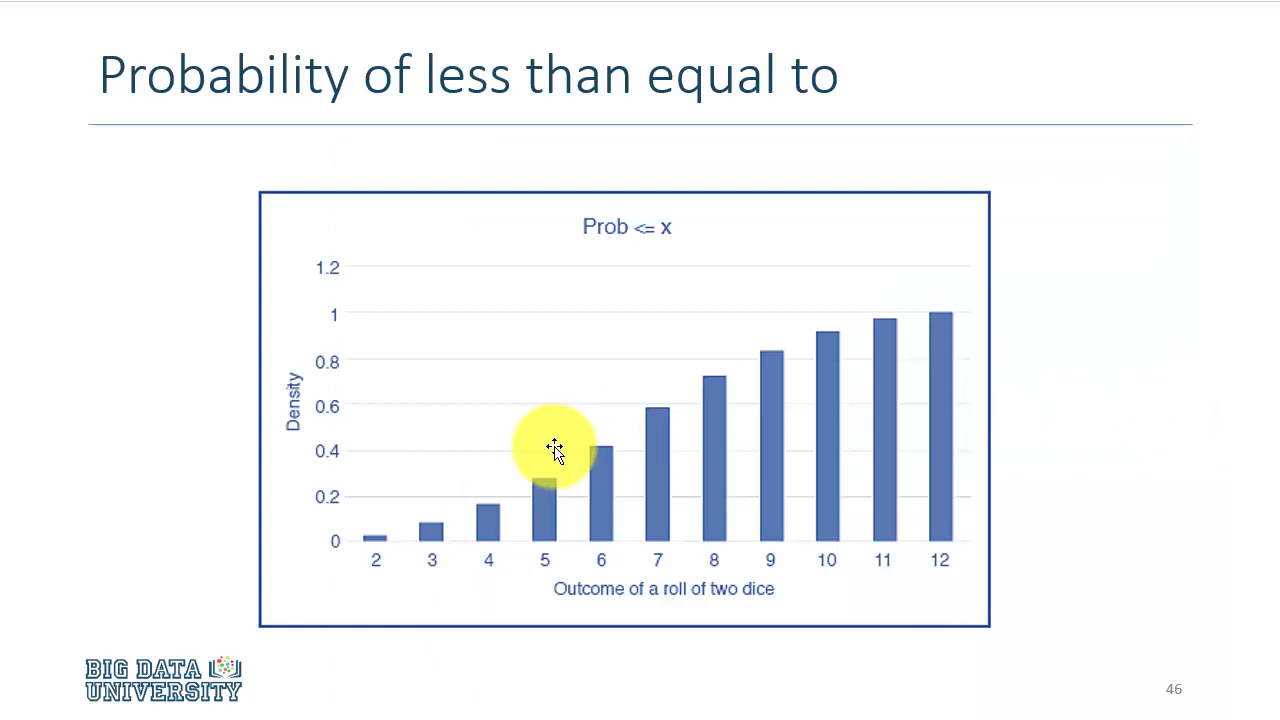 Probability of less than equal to
Prob <= x
1.2
1
0.8
0.6
0.4
0.2
0
Density
2 3 4 5 6 7 8 9 10 11 12
Outcome of a roll of two dice
BIG DATA
UNIVERSITY
46